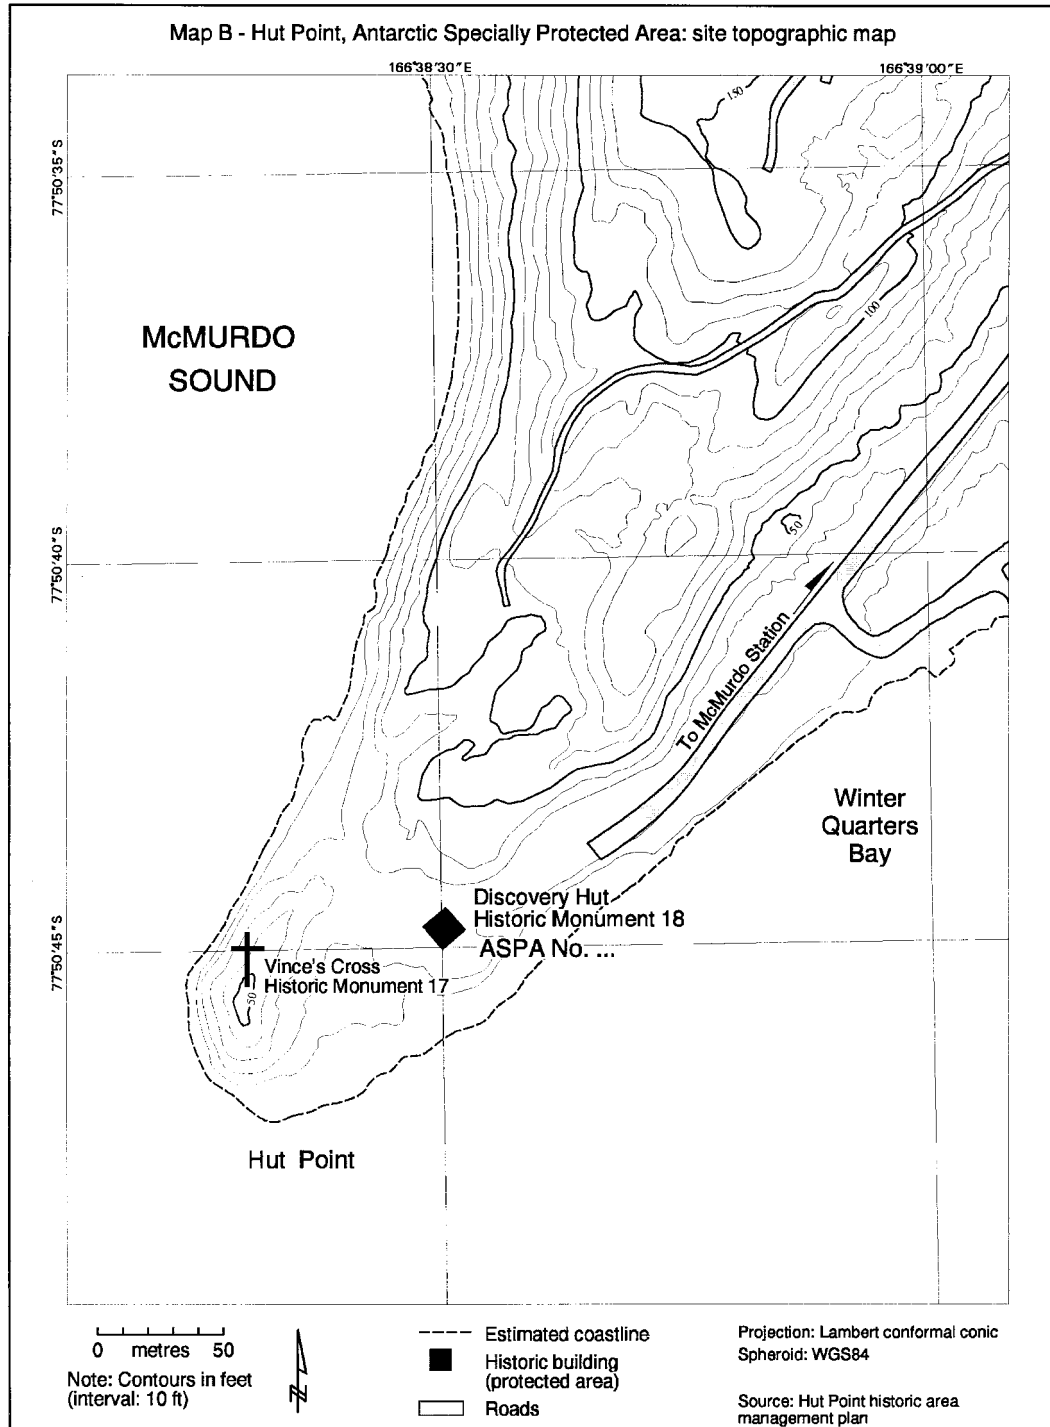 Map B - Hut Point, Antarctic Specially Protected Area: site topographic map
166°38'30"E
166°39'00"E
77°50'35"S
150
McMURDO
SOUND
100
50
77°50'40"S
To McMurdo Station
Winter
Quarters
Bay
Discovery Hut
Historic Monument 18
ASPA No. ...
77°50'45"S
Vince's Cross
Historic Monument 17
50
Hut Point
0 metres 50
Note: Contours in feet
(interval: 10 ft)
N
Estimated coastline
Historic building
(protected area)
Roads
Projection: Lambert conformal conic
Spheroid: WGS84
Source: Hut Point historic area
management plan